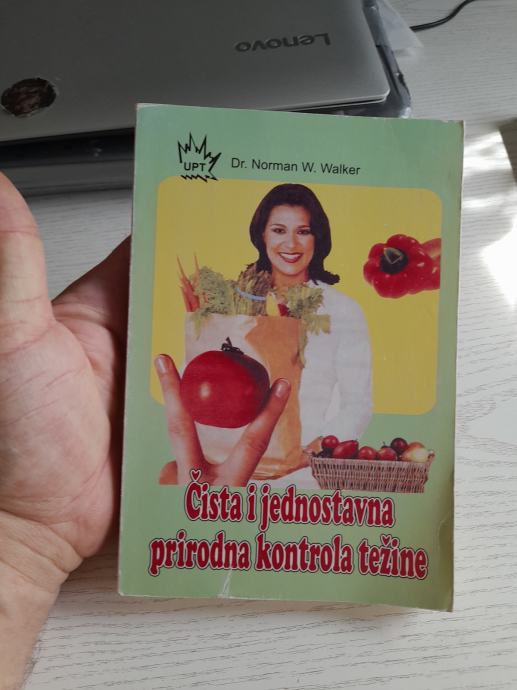 Lenovo
UPT
Dr. Norman W. Walker
Čista i jednostavna
prirodna kontrola težine